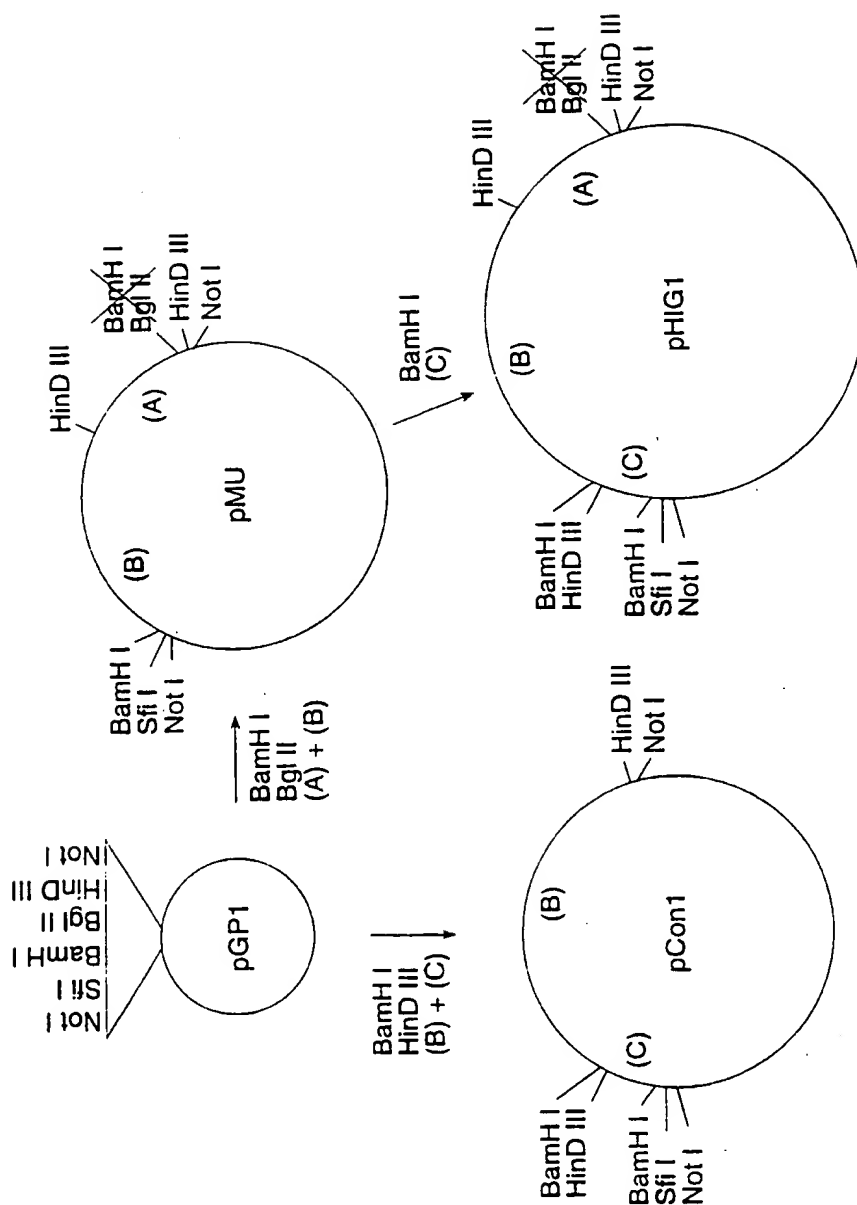 Not I
Sfi I
BamH I
Bgl II
HinD III
Not I
pGP1
BamH I
Bgl II
(A) + (B)
BamH I
Sfi I
Not I
(B)
HinD III
(A)
BamH I
Bgl II
HinD III
Not I
pMU
BamH I
HinD III
(B) + (C)
BamH I
(C)
BamH I
HinD III
BamH I
Sfi I
Not I
(C)
(B)
HinD III
Not I
pCon1
BamH I
HinD III
BamH I
Sfi I
Not I
(C)
(B)
HinD III
(A)
BamH I
Bgl II
HinD III
Not I
pHIG1